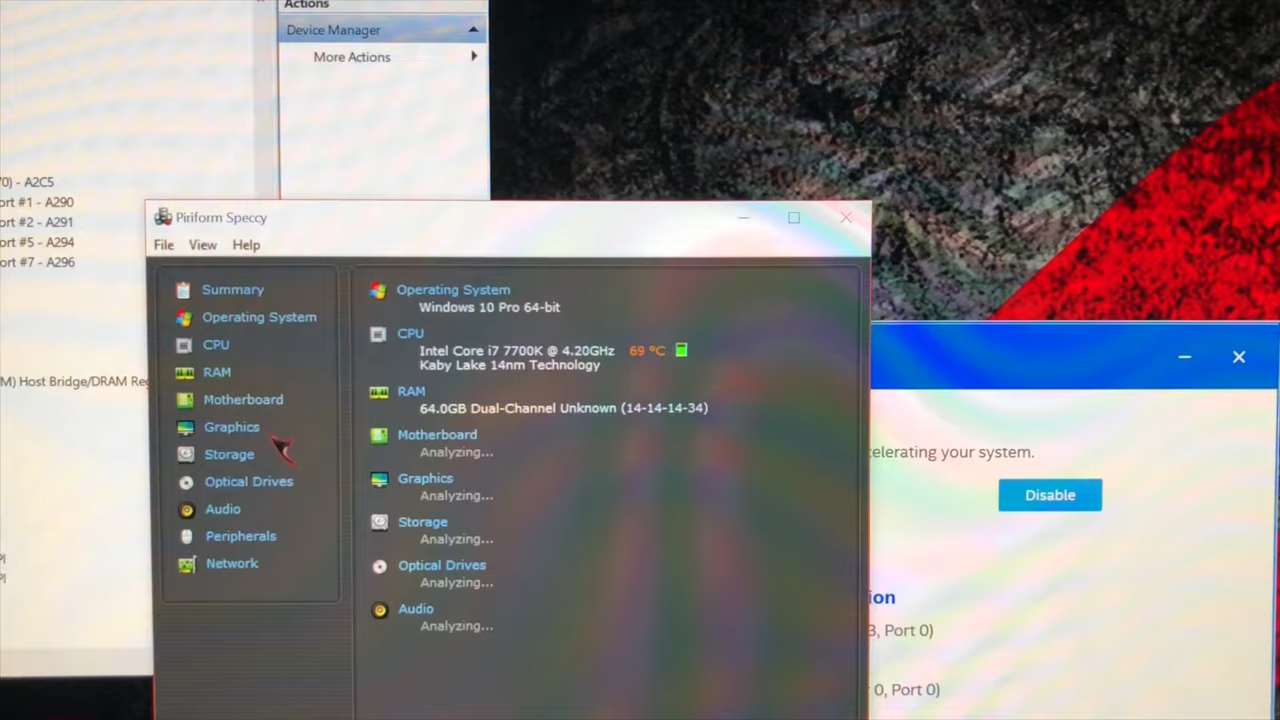 Actions
Device Manager
More Actions
70) - A2C5
ort #1 - A290
ort #2 - A291
ort #5 - A294
ort #7 - A296
M) Host Bridge/DRAM Reg
PI
PI
Piriform Speccy
File View Help
Summary
Operating System
CPU
RAM
Motherboard
Graphics
Storage
Optical Drives
Audio
Peripherals
Network
Operating System
Windows 10 Pro 64-bit
CPU
Intel Core i7 7700K @ 4.20GHz 69 °C
Kaby Lake 14nm Technology
RAM
64.0GB Dual-Channel Unknown (14-14-14-34)
Motherboard
Analyzing...
Graphics
Analyzing...
Storage
Analyzing...
Optical Drives
Analyzing...
Audio
Analyzing...
celerating your system.
Disable
ion
3, Port 0)
0, Port 0)